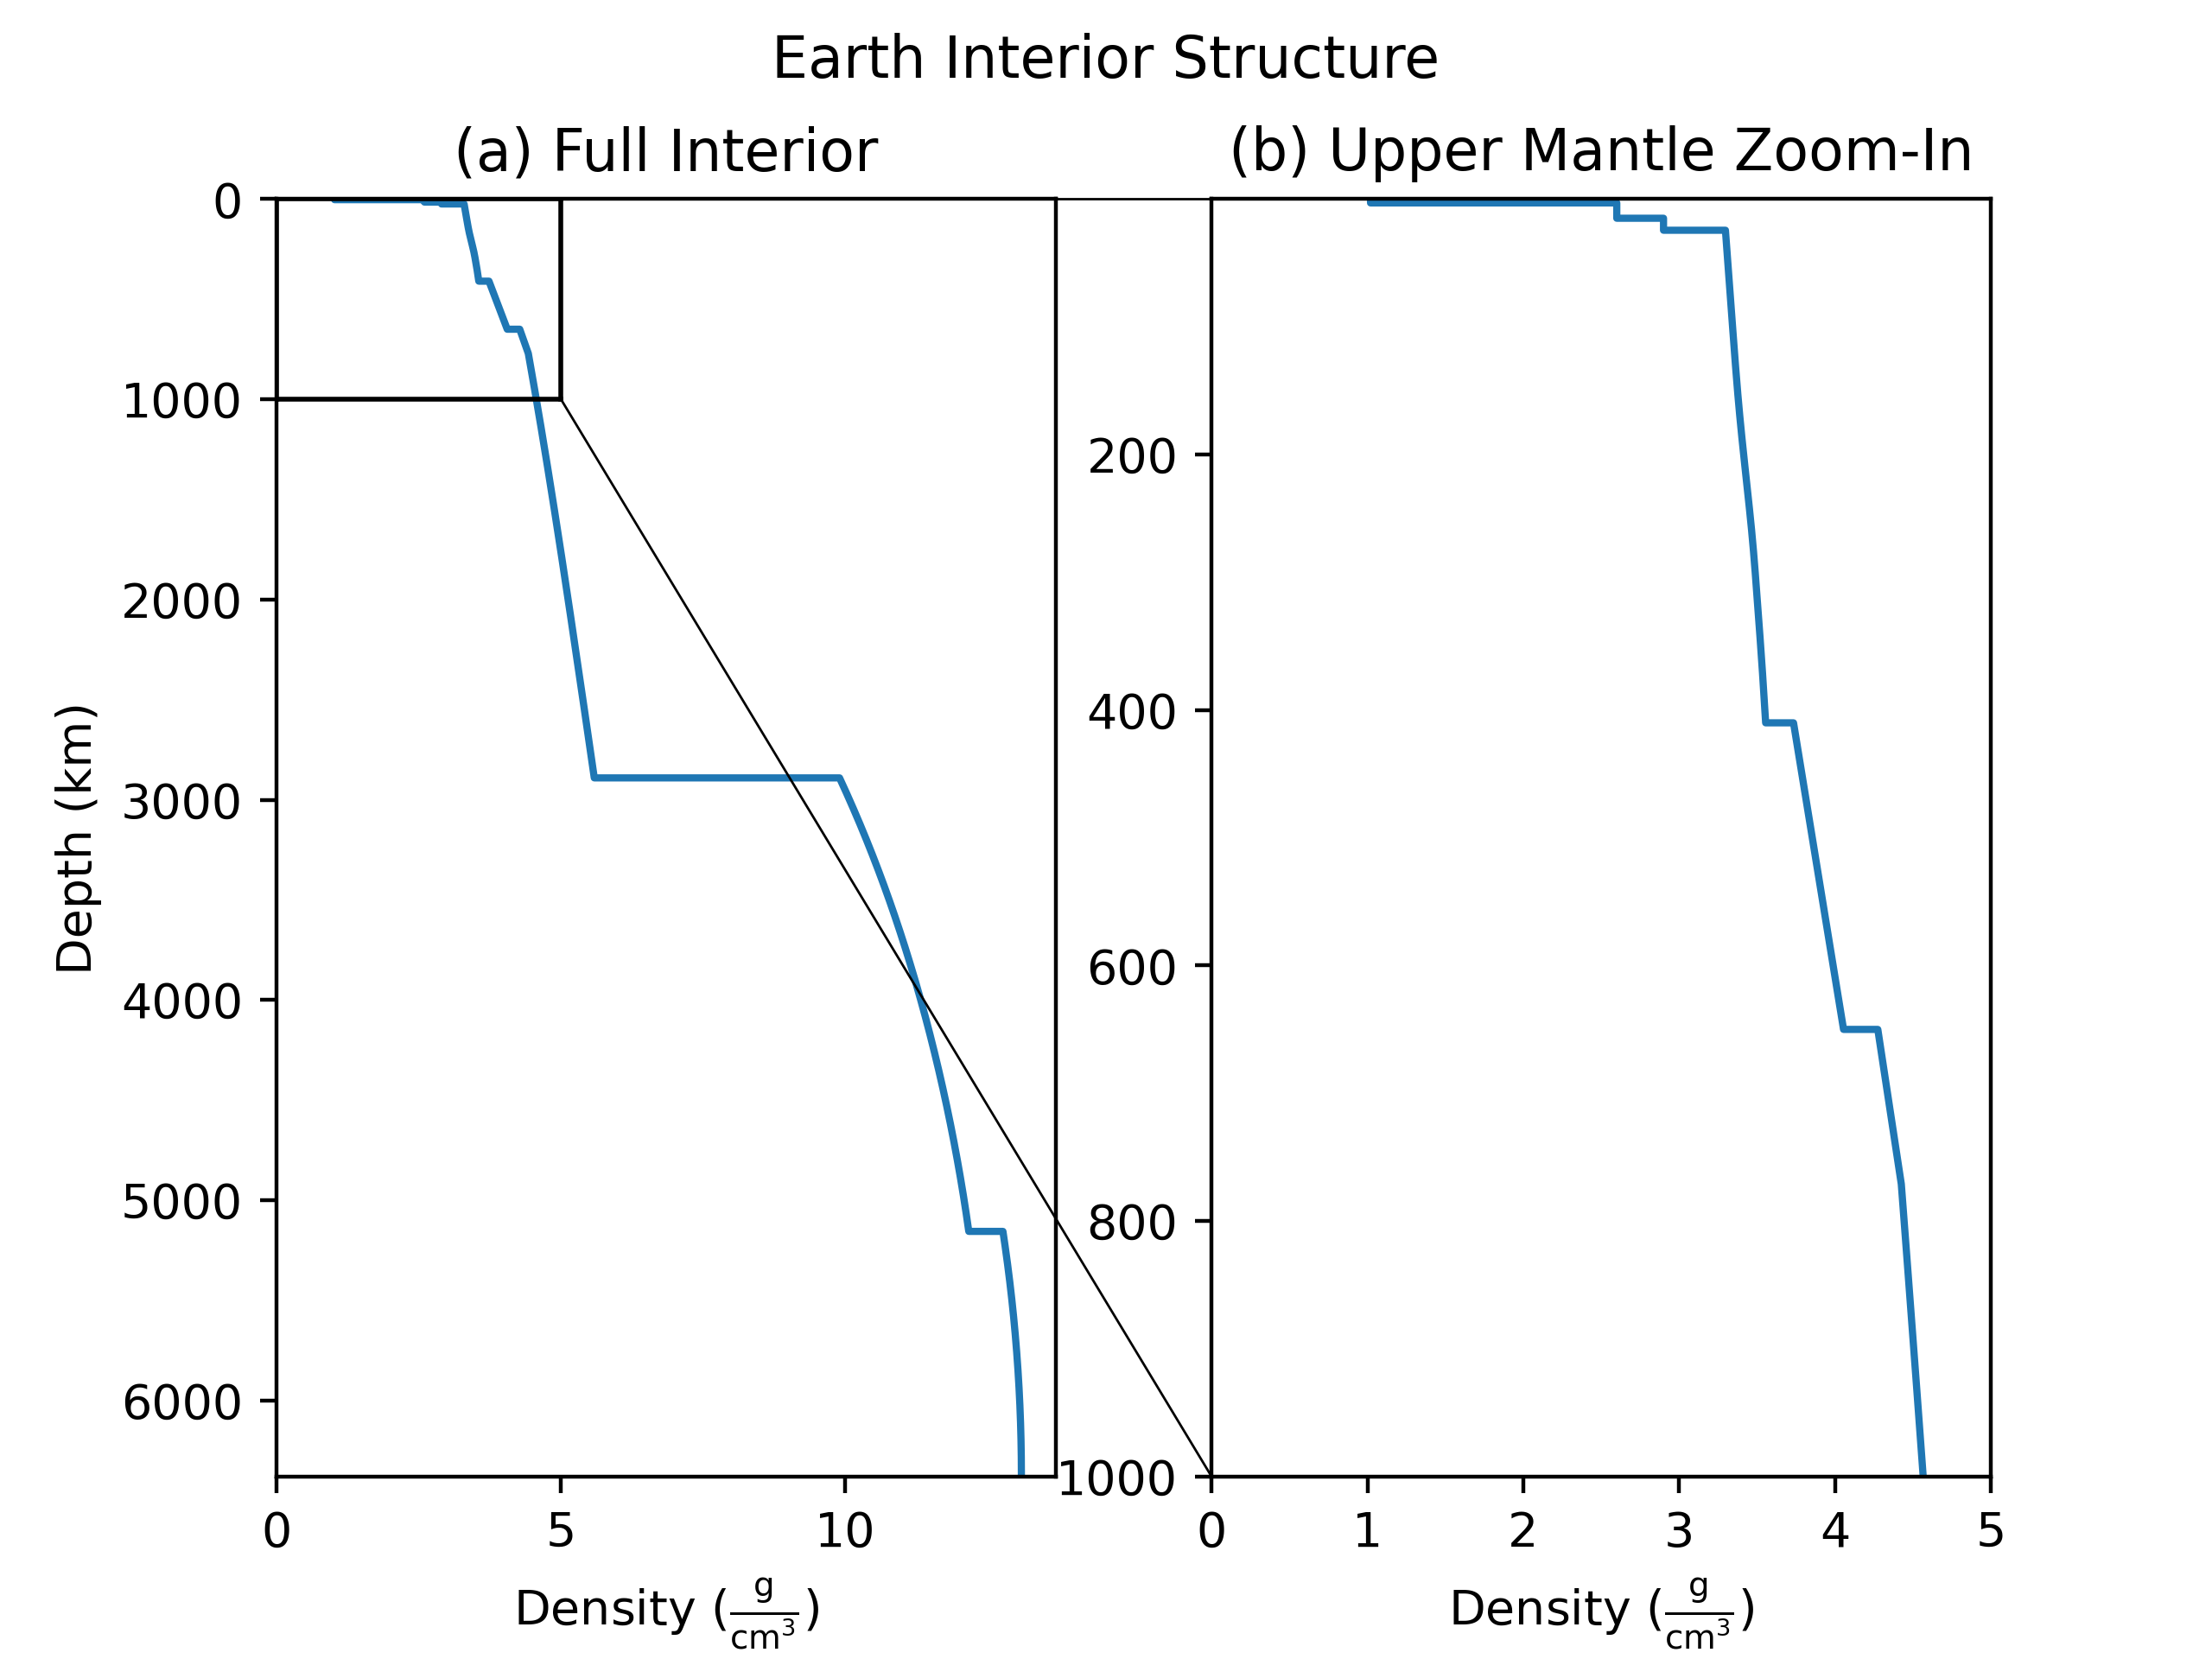 Earth Interior Structure
(a) Full Interior
(b) Upper Mantle Zoom-In
0
1000
2000
3000
4000
5000
6000
Depth (km)
0 5 10
Density (g/cm³)
200
400
600
800
1000
0 1 2 3 4 5
Density (g/cm³)